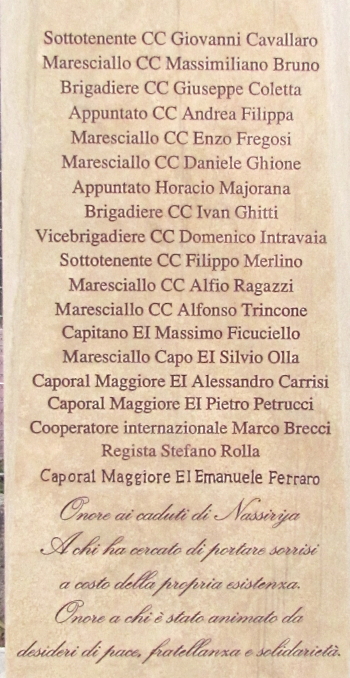 Sottotenente CC Giovanni Cavallaro
Maresciallo CC Massimiliano Bruno
Brigadiere CC Giuseppe Coletta
Appuntato CC Andrea Filippa
Maresciallo CC Enzo Fregosi
Maresciallo CC Daniele Ghione
Appuntato Horacio Majorana
Brigadiere CC Ivan Ghitti
Vicebrigadiere CC Domenico Intravaia
Sottotenente CC Filippo Merlino
Maresciallo CC Alfio Ragazzi
Maresciallo CC Alfonso Trincone
Capitano EI Massimo Ficuciello
Maresciallo Capo EI Silvio Olla
Caporal Maggiore EI Alessandro Carrisi
Caporal Maggiore EI Pietro Petrucci
Cooperatore internazionale Marco Brecci
Regista Stefano Rolla
Caporal Maggiore EI Emanuele Ferraro
Onore ai caduti di Nassiriya
A chi ha cercato di portare sorrisi
a costo della propria esistenza.
Onore a chi è stato animato da
desideri di pace, fratellanza e solidarietà.